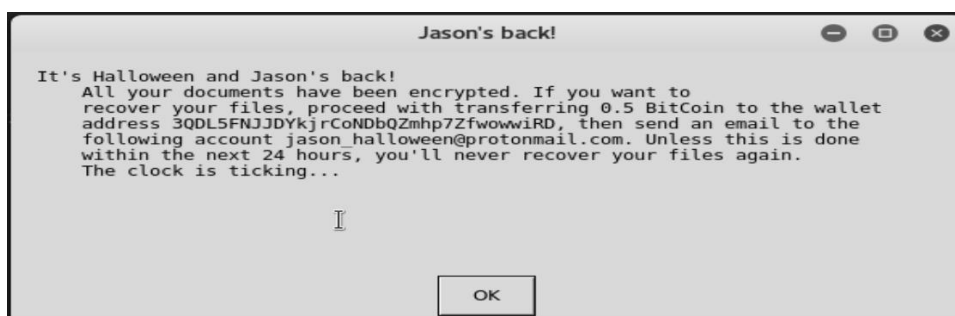 Jason's back!
It's Halloween and Jason's back!
All your documents have been encrypted. If you want to
recover your files, proceed with transferring 0.5 BitCoin to the wallet
address 3QDL5FNJJDYkjrCoNDbQZmhp7ZfwowwiRD, then send an email to the
following account jason_halloween@protonmail.com. Unless this is done
within the next 24 hours, you'll never recover your files again.
The clock is ticking...
OK